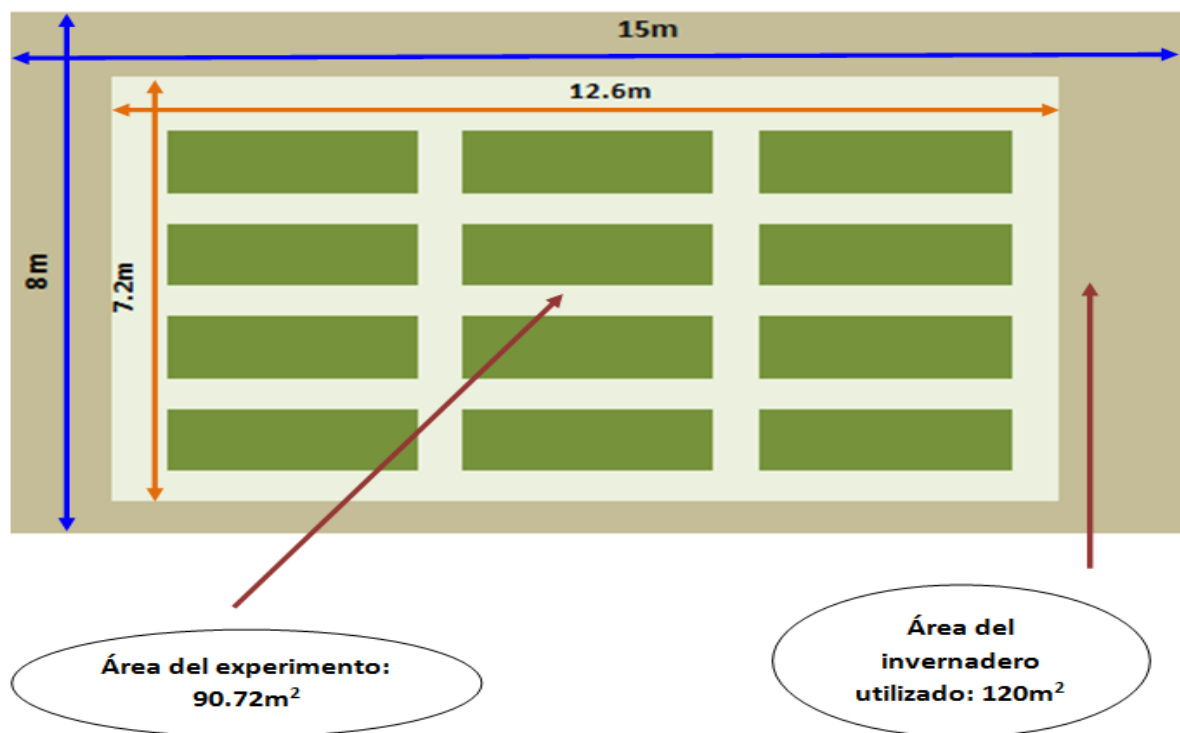 15m
12.6m
8m
7.2m
Área del experimento:
90.72m²
Área del
invernadero
utilizado: 120m²